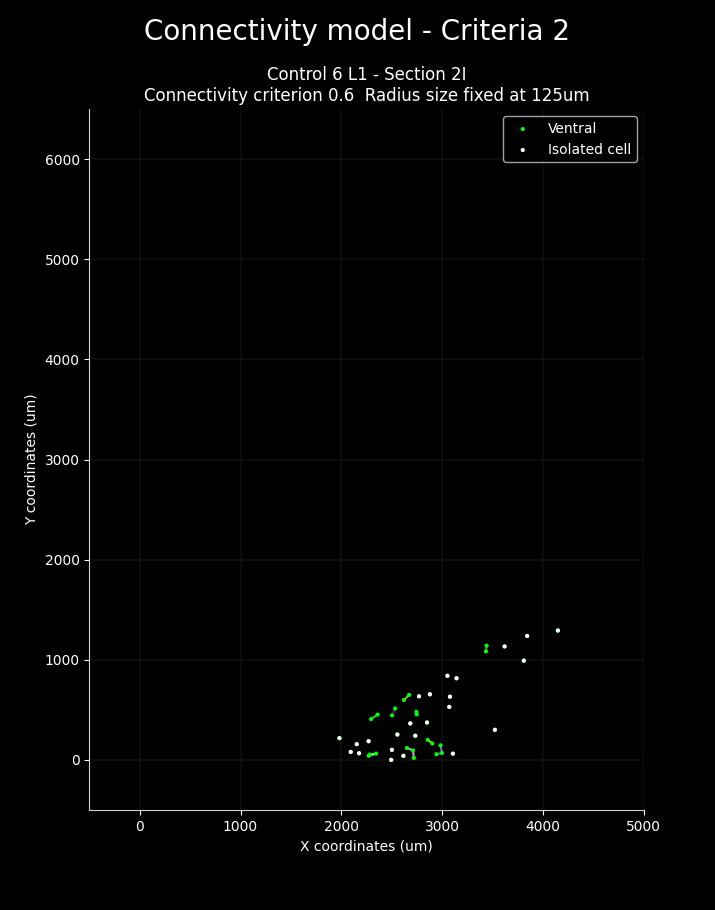 Connectivity model - Criteria 2
Control 6 L1 - Section 2I
Connectivity criterion 0.6  Radius size fixed at 125um
Ventral
Isolated cell
6000
5000
4000
3000
2000
1000
0
Y coordinates (um)
0 1000 2000 3000 4000 5000
X coordinates (um)